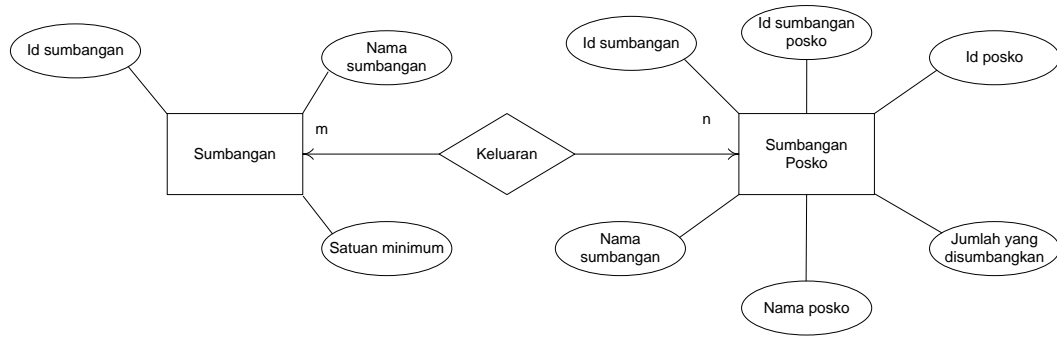 Id sumbangan
Nama
sumbangan
m
Sumbangan
Satuan minimum
Keluaran
Id sumbangan
Id sumbangan
posko
Id posko
n
Sumbangan
Posko
Nama
sumbangan
Nama posko
Jumlah yang
disumbangkan